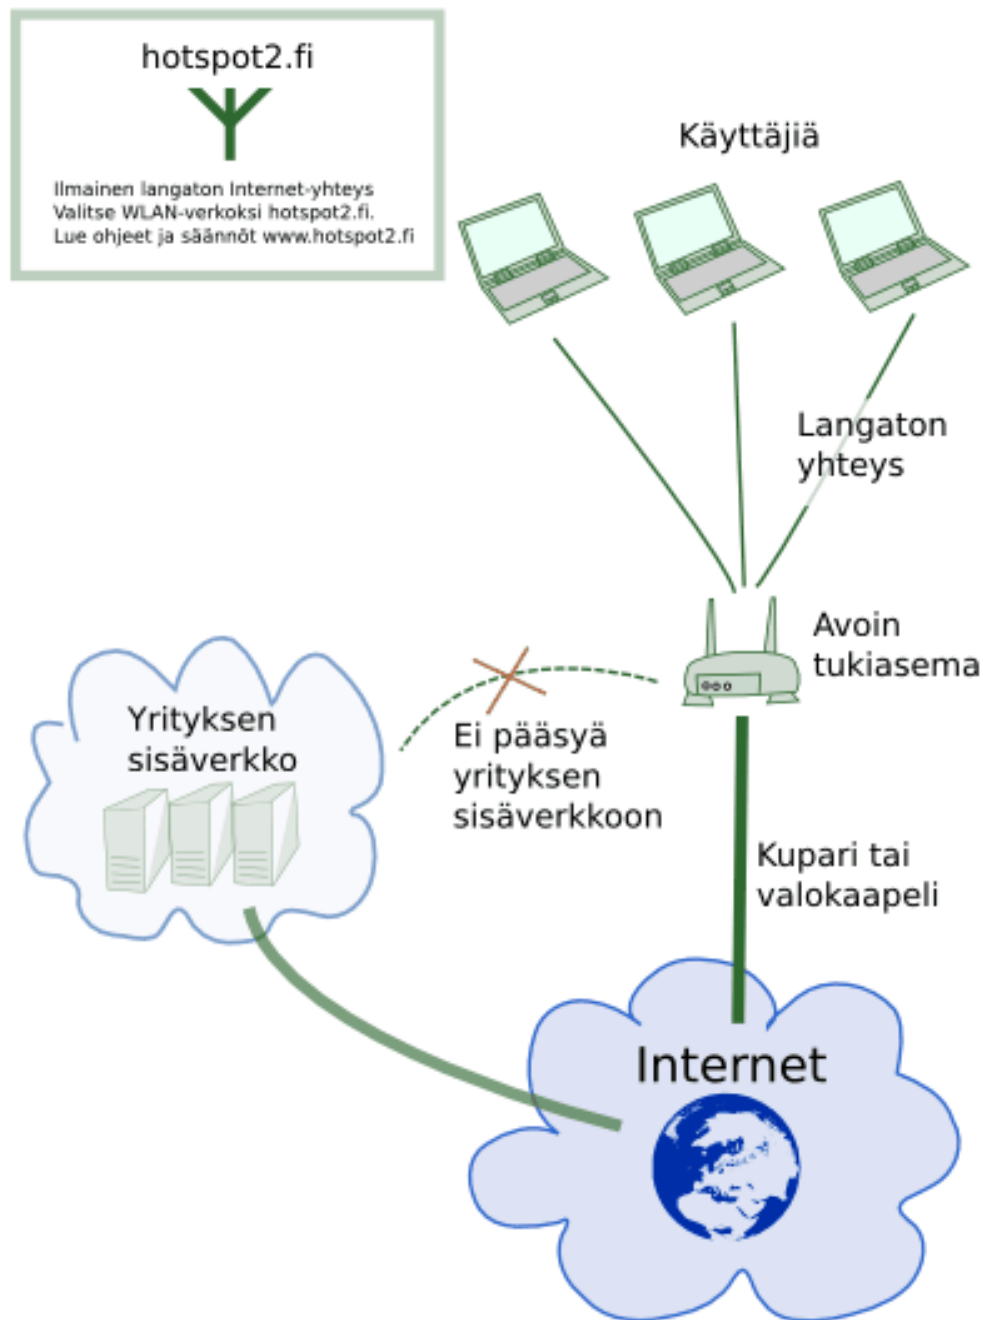 hotspot2.fi
Ilmainen langaton Internet-yhteys
Valitse WLAN-verkoksi hotspot2.fi.
Lue ohjeet ja säännöt www.hotspot2.fi
Käyttäjiä
Langaton
yhteys
Avoin
tukiasema
Yrityksen
sisäverkko
Ei pääsyä
yrityksen
sisäverkkoon
Kupari tai
valokaapeli
Internet